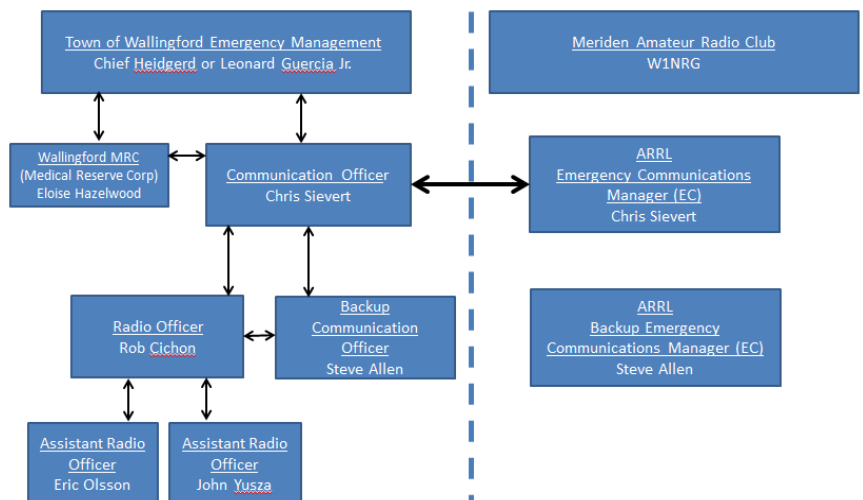 Town of Wallingford Emergency Management
Chief Heidgerd or Leonard Guercia Jr.
Meriden Amateur Radio Club
W1NRG
Wallingford MRC
(Medical Reserve Corp)
Eloise Hazelwood
Communication Officer
Chris Sievert
ARRL
Emergency Communications
Manager (EC)
Chris Sievert
Radio Officer
Rob Cichon
Backup
Communication
Officer
Steve Allen
ARRL
Backup Emergency
Communications Manager (EC)
Steve Allen
Assistant Radio
Officer
Eric Olsson
Assistant Radio
Officer
John Yusza